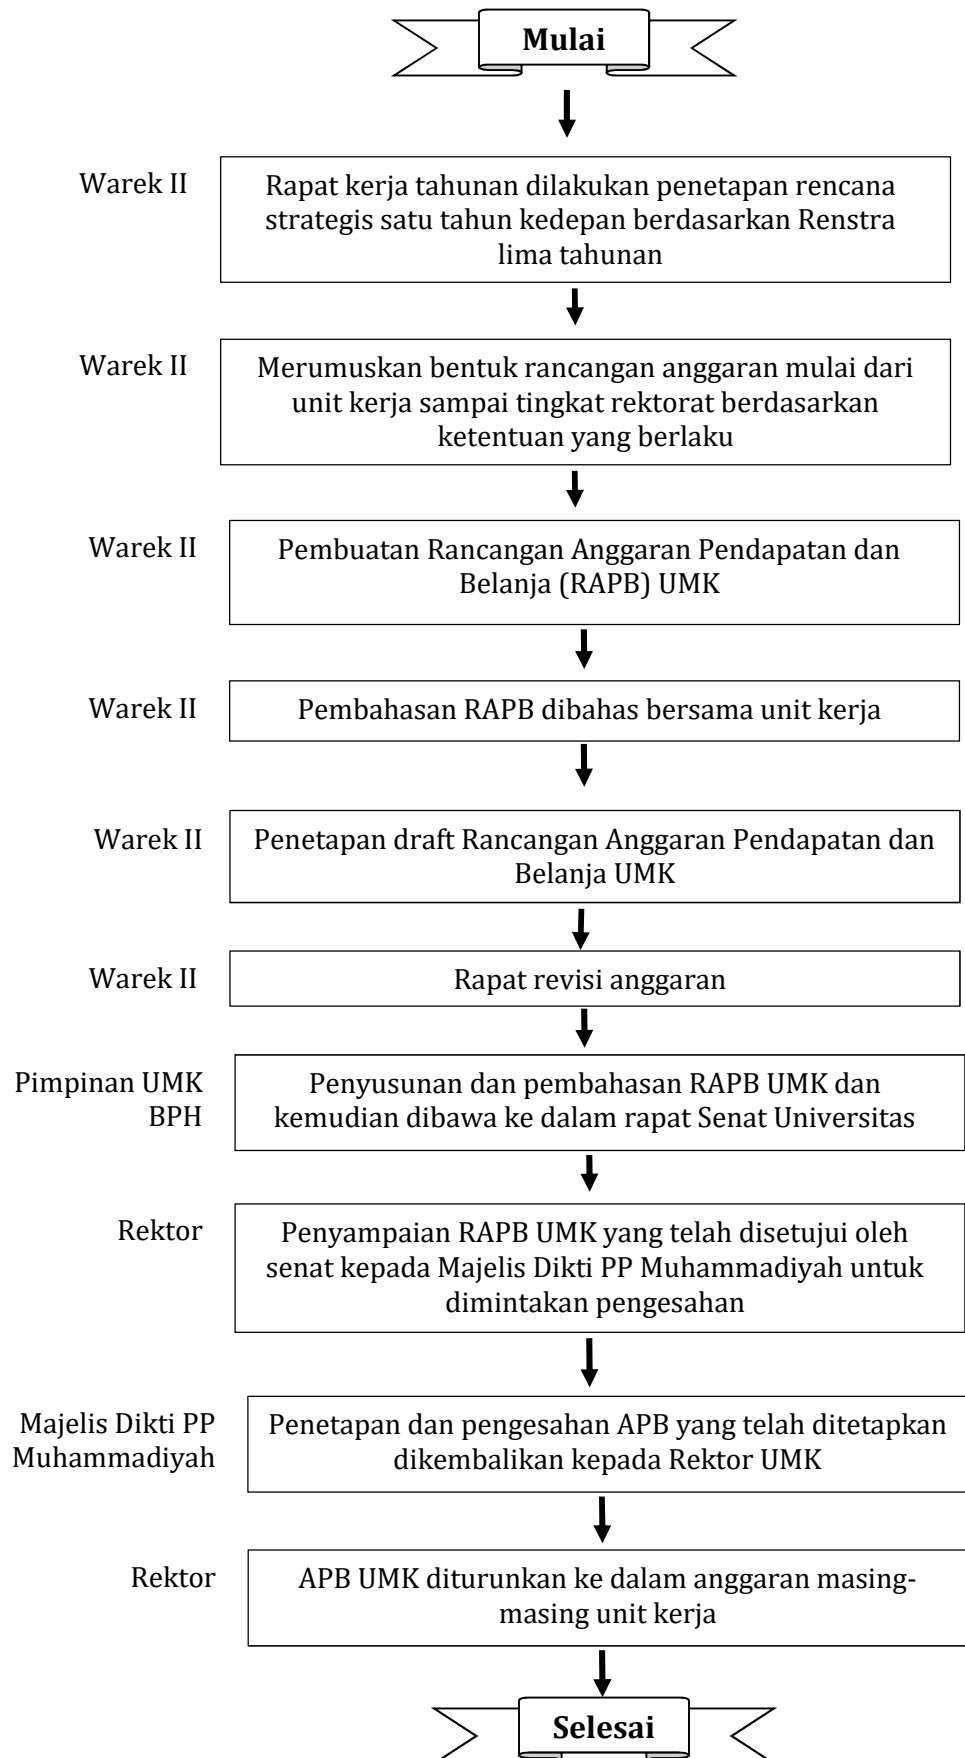 Mulai
Warek II
Rapat kerja tahunan dilakukan penetapan rencana
strategis satu tahun kedepan berdasarkan Renstra
lima tahunan
Warek II
Merumuskan bentuk rancangan anggaran mulai dari
unit kerja sampai tingkat rektorat berdasarkan
ketentuan yang berlaku
Warek II
Pembuatan Rancangan Anggaran Pendapatan dan
Belanja (RAPB) UMK
Warek II
Pembahasan RAPB dibahas bersama unit kerja
Warek II
Penetapan draft Rancangan Anggaran Pendapatan dan
Belanja UMK
Warek II
Rapat revisi anggaran
Pimpinan UMK
BPH
Penyusunan dan pembahasan RAPB UMK dan
kemudian dibawa ke dalam rapat Senat Universitas
Rektor
Penyampaian RAPB UMK yang telah disetujui oleh
senat kepada Majelis Dikti PP Muhammadiyah untuk
dimintakan pengesahan
Majelis Dikti PP
Muhammadiyah
Penetapan dan pengesahan APB yang telah ditetapkan
dikembalikan kepada Rektor UMK
Rektor
APB UMK diturunkan ke dalam anggaran masing-
masing unit kerja
Selesai